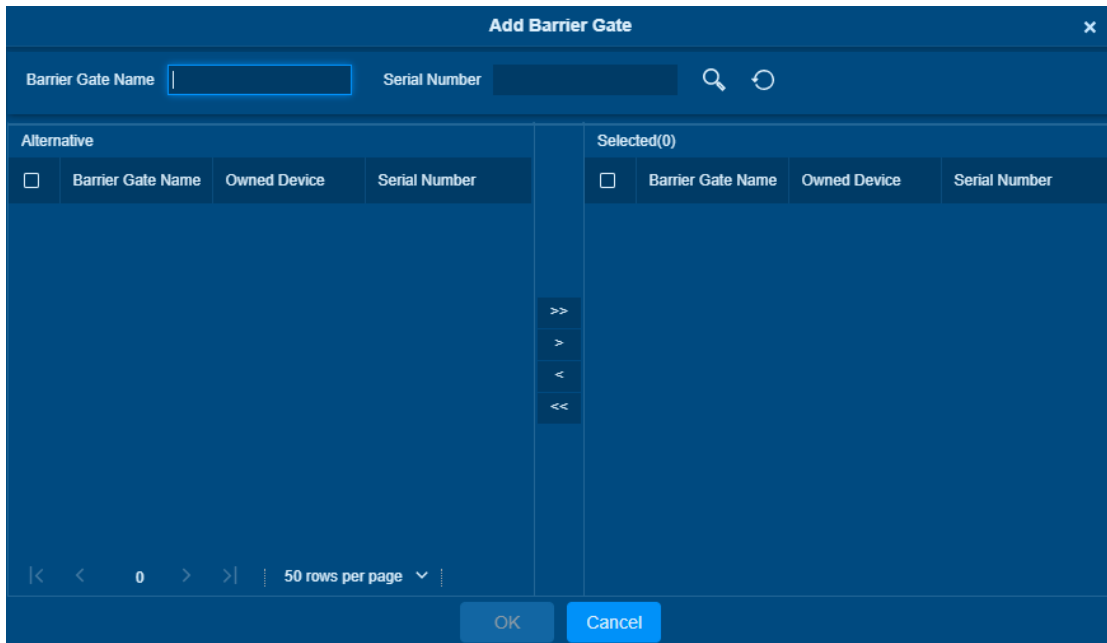 Add Barrier Gate ×
Barrier Gate Name Serial Number
Alternative
Barrier Gate Name Owned Device Serial Number
Selected(0)
Barrier Gate Name Owned Device Serial Number
>>
>
<
<<
|< < 0 > >| 50 rows per page
OK Cancel